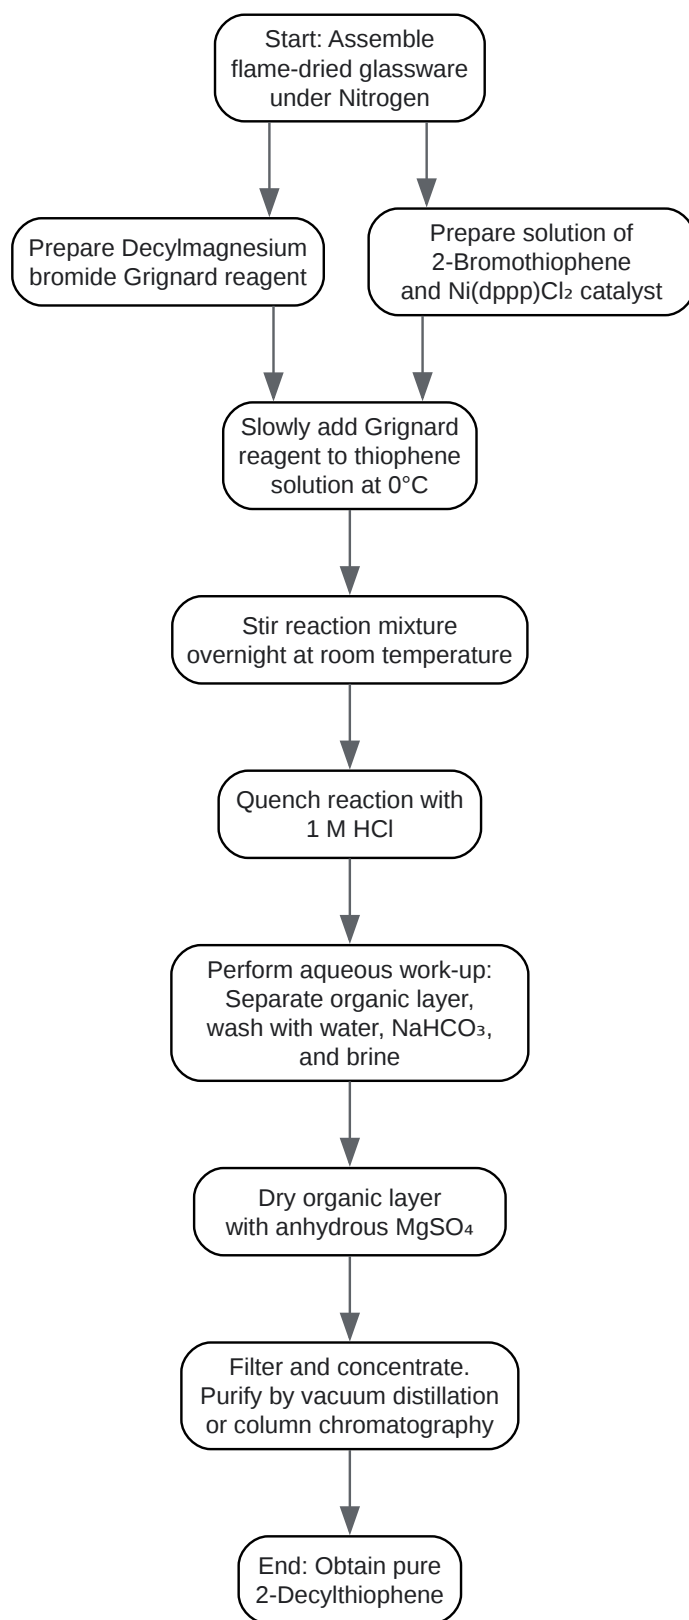 Start: Assemble
flame-dried glassware
under Nitrogen
Prepare Decylmagnesium
bromide Grignard reagent
Prepare solution of
2-Bromothiophene
and Ni(dppp)Cl₂ catalyst
Slowly add Grignard
reagent to thiophene
solution at 0°C
Stir reaction mixture
overnight at room temperature
Quench reaction with
1 M HCl
Perform aqueous work-up:
Separate organic layer,
wash with water, NaHCO₃,
and brine
Dry organic layer
with anhydrous MgSO₄
Filter and concentrate.
Purify by vacuum distillation
or column chromatography
End: Obtain pure
2-Decylthiophene